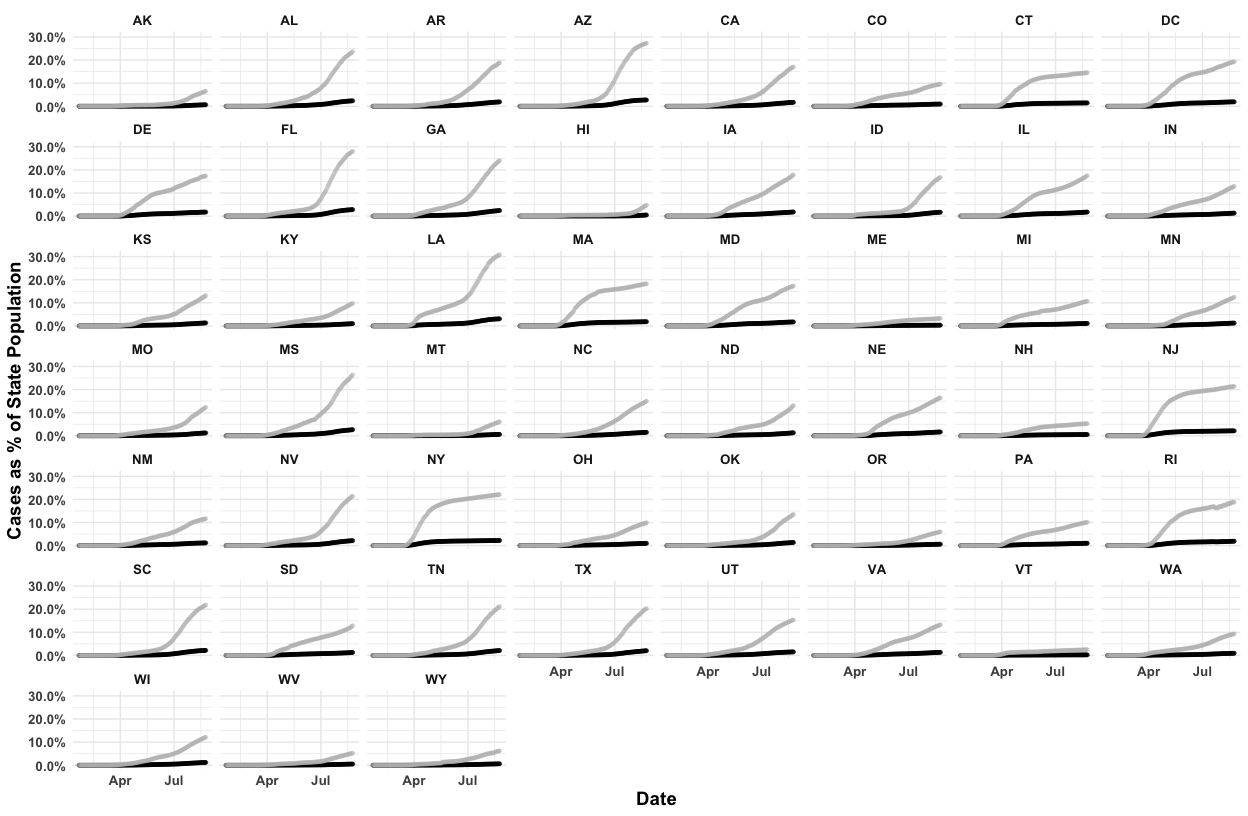 AK AL AR AZ CA CO CT DC
30.0%
20.0%
10.0%
0.0%
DE FL GA HI IA ID IL IN
30.0%
20.0%
10.0%
0.0%
KS KY LA MA MD ME MI MN
30.0%
20.0%
10.0%
0.0%
MO MS MT NC ND NE NH NJ
30.0%
20.0%
10.0%
0.0%
NM NV NY OH OK OR PA RI
30.0%
20.0%
10.0%
0.0%
SC SD TN TX UT VA VT WA
30.0%
20.0%
10.0%
0.0%
Apr Jul Apr Jul Apr Jul Apr Jul Apr Jul
WI WV WY
30.0%
20.0%
10.0%
0.0%
Apr Jul Apr Jul Apr Jul
Date
Cases as % of State Population